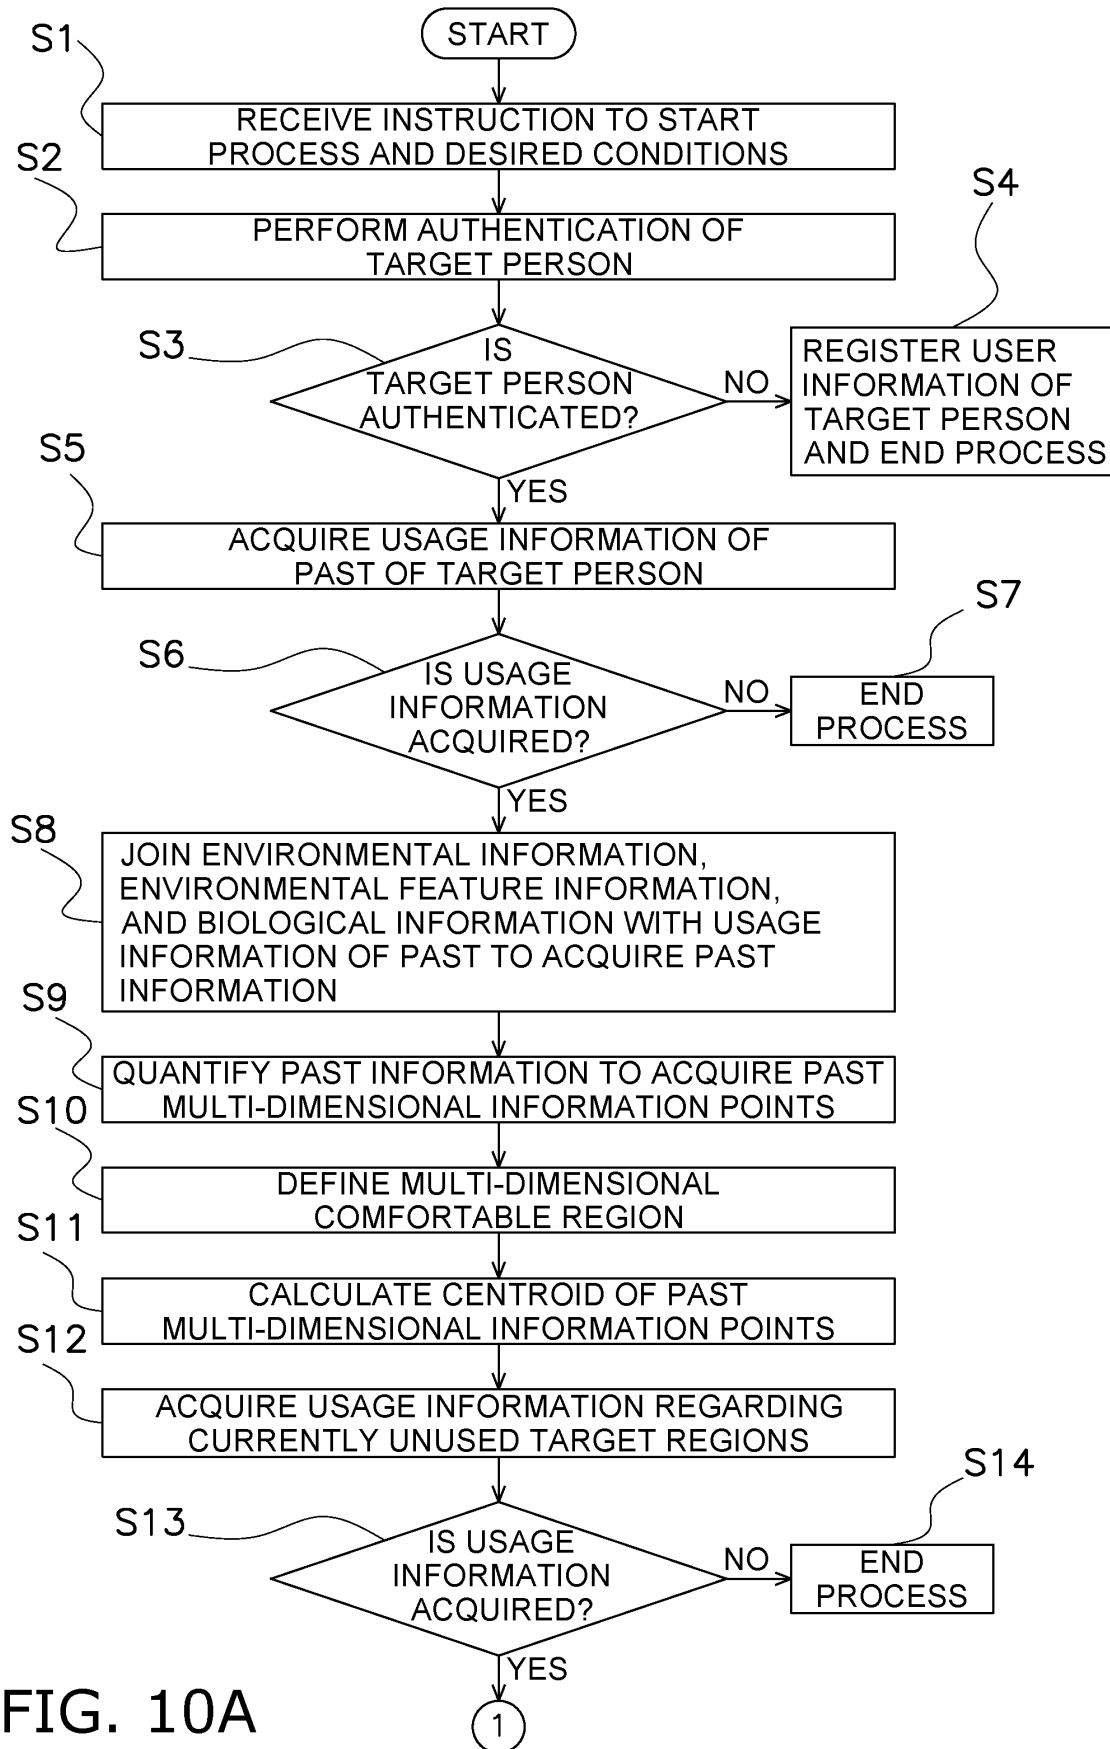 START
S1
RECEIVE INSTRUCTION TO START
PROCESS AND DESIRED CONDITIONS
S2
PERFORM AUTHENTICATION OF
TARGET PERSON
S3
IS
TARGET PERSON
AUTHENTICATED?
NO
S4
REGISTER USER
INFORMATION OF
TARGET PERSON
AND END PROCESS
YES
S5
ACQUIRE USAGE INFORMATION OF
PAST OF TARGET PERSON
S6
IS USAGE
INFORMATION
ACQUIRED?
NO
S7
END
PROCESS
YES
S8
JOIN ENVIRONMENTAL INFORMATION,
ENVIRONMENTAL FEATURE INFORMATION,
AND BIOLOGICAL INFORMATION WITH USAGE
INFORMATION OF PAST TO ACQUIRE PAST
INFORMATION
S9
QUANTIFY PAST INFORMATION TO ACQUIRE PAST
MULTI-DIMENSIONAL INFORMATION POINTS
S10
DEFINE MULTI-DIMENSIONAL
COMFORTABLE REGION
S11
CALCULATE CENTROID OF PAST
MULTI-DIMENSIONAL INFORMATION POINTS
S12
ACQUIRE USAGE INFORMATION REGARDING
CURRENTLY UNUSED TARGET REGIONS
S13
IS USAGE
INFORMATION
ACQUIRED?
NO
S14
END
PROCESS
YES
1
FIG. 10A